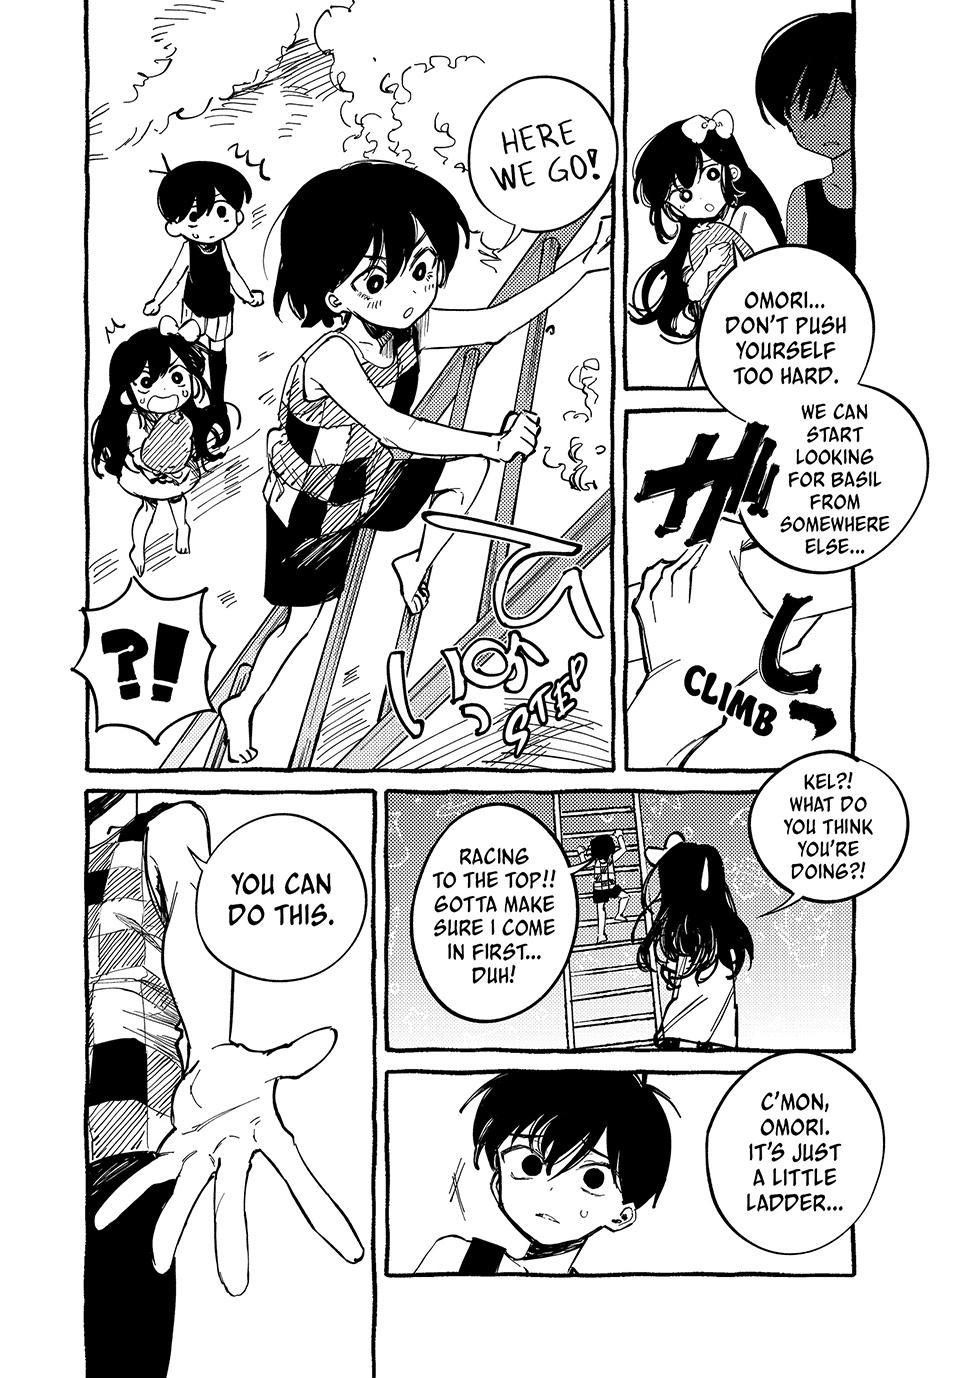 OMORI...
DON'T PUSH
YOURSELF
TOO HARD.
WE CAN
START
LOOKING
FOR BASIL
FROM
SOMEWHERE
ELSE...
ガシ
CLIMB
HERE
WE GO!
?!
STEP
KEL?!
WHAT DO
YOU THINK
YOU'RE
DOING?!
RACING
TO THE TOP!!
GOTTA MAKE
SURE I COME
IN FIRST...
DUH!
C'MON,
OMORI.
IT'S JUST
A LITTLE
LADDER...
YOU CAN
DO THIS.